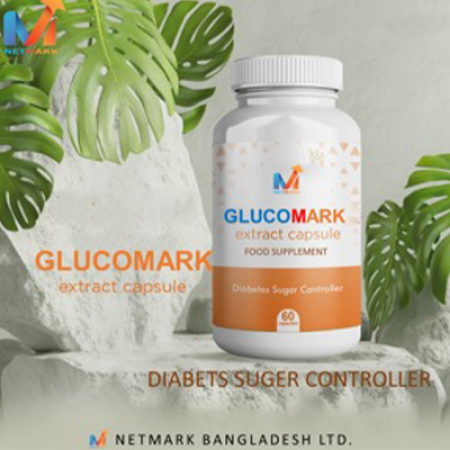 NETMARK
GLUCOMARK
extract capsule
FOOD SUPPLEMENT
Diabetes Sugar Controller
60
capsules
GLUCOMARK
extract capsule
DIABETS SUGER CONTROLLER
NETMARK BANGLADESH LTD.